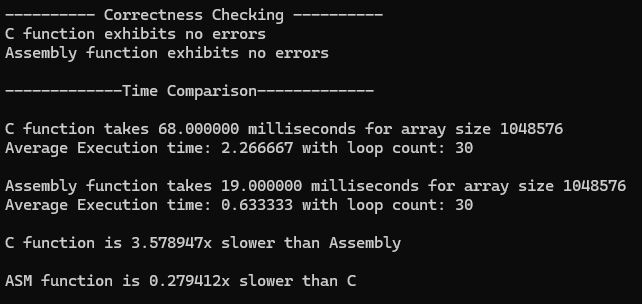 ---------- Correctness Checking ----------
C function exhibits no errors
Assembly function exhibits no errors
-------------Time Comparison-------------
C function takes 68.000000 milliseconds for array size 1048576
Average Execution time: 2.266667 with loop count: 30
Assembly function takes 19.000000 milliseconds for array size 1048576
Average Execution time: 0.633333 with loop count: 30
C function is 3.578947x slower than Assembly
ASM function is 0.279412x slower than C